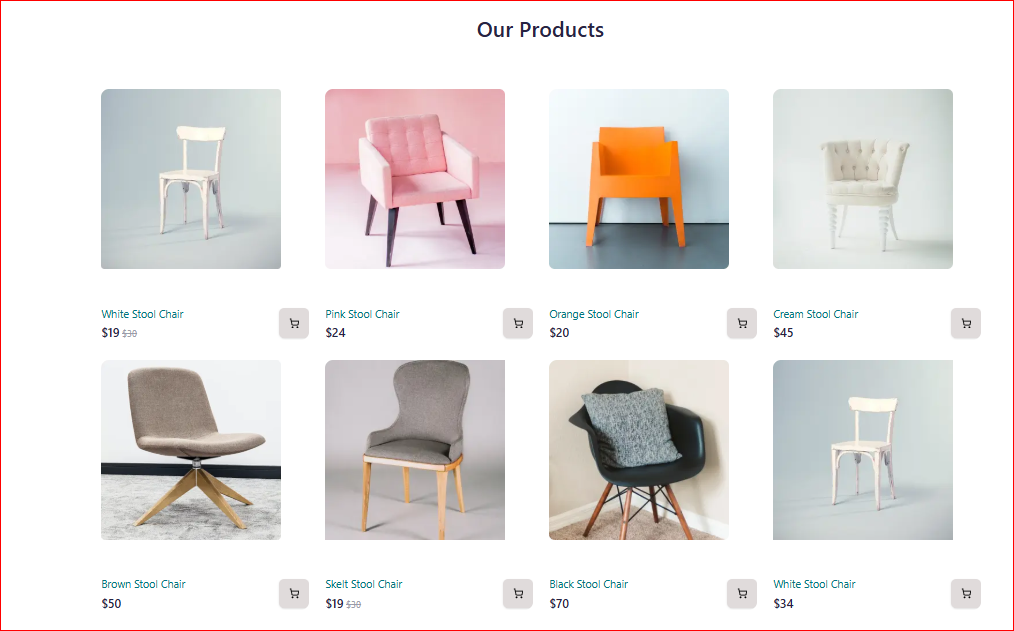 Our Products
White Stool Chair
$19 $30
Pink Stool Chair
$24
Orange Stool Chair
$20
Cream Stool Chair
$45
Brown Stool Chair
$50
Skelt Stool Chair
$19 $30
Black Stool Chair
$70
White Stool Chair
$34